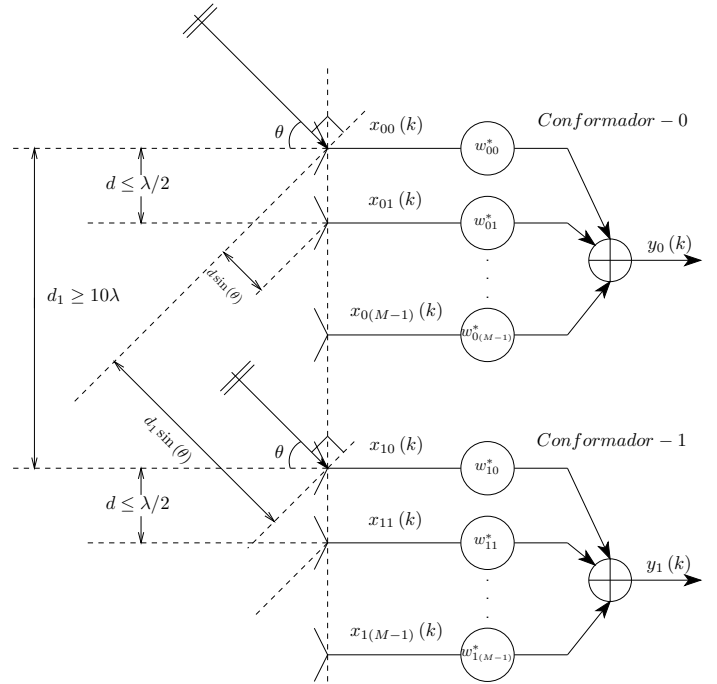 θ
x₀₀ (k)
w*₀₀
Conformador − 0
d ≤ λ/2
x₀₁ (k)
w*₀₁
y₀ (k)
d sin (θ)
d₁ ≥ 10λ
x₀₍M−1₎ (k)
w*₀₍M−1₎
d₁ sin (θ)
θ
x₁₀ (k)
w*₁₀
Conformador − 1
d ≤ λ/2
x₁₁ (k)
w*₁₁
y₁ (k)
x₁₍M−1₎ (k)
w*₁₍M−1₎